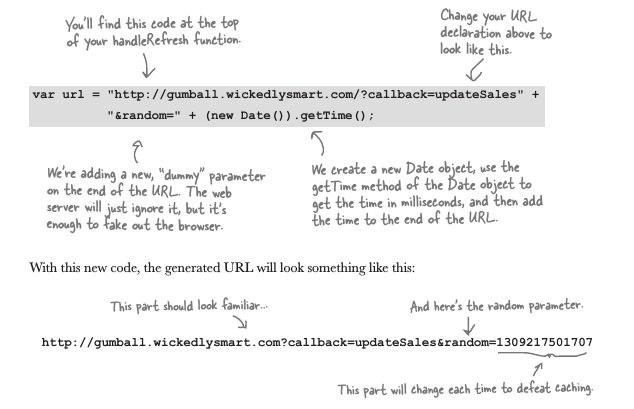 You'll find this code at the top
of your handleRefresh function.
Change your URL
declaration above to
look like this.
var url = "http://gumball.wickedlysmart.com/?callback=updateSales" +
"&random=" + (new Date()).getTime();
We're adding a new, "dummy" parameter
on the end of the URL. The web
server will just ignore it, but it's
enough to fake out the browser.
We create a new Date object, use the
getTime method of the Date object to
get the time in milliseconds, and then add
the time to the end of the URL.
With this new code, the generated URL will look something like this:
This part should look familiar...
And here's the random parameter.
http://gumball.wickedlysmart.com?callback=updateSales&random=1309217501707
This part will change each time to defeat caching.